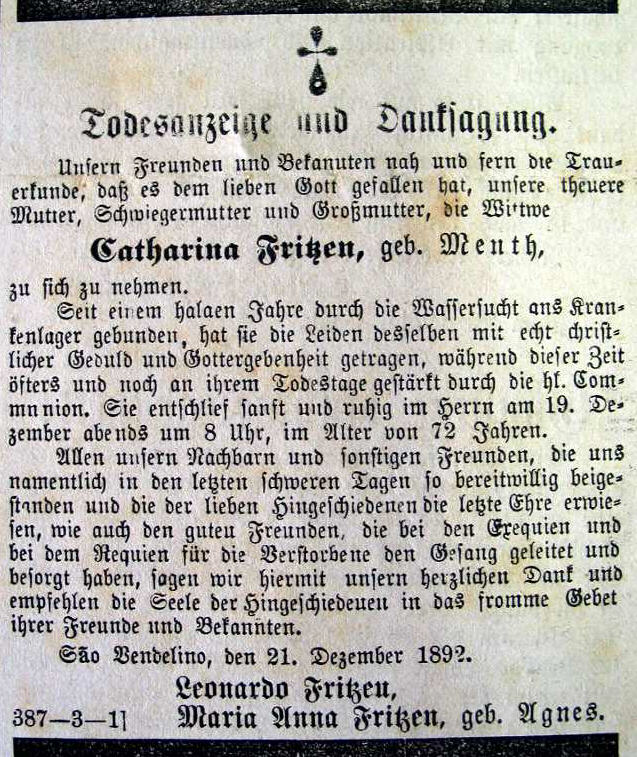 Todesanzeige und Danksagung.
Unsern Freunden und Bekanuten nah und fern die Trau-
erkunde, daß es dem lieben Gott gefallen hat, unsere theuere
Mutter, Schwiegermutter und Großmutter, die Wittwe
Catharina Fritzen, geb. Menth,
zu sich zu nehmen.
Seit einem halaen Jahre durch die Wassersucht ans Kran-
kenlager gebunden, hat sie die Leiden desselben mit echt christ-
licher Geduld und Gottergebenheit getragen, während dieser Zeit
öfters und noch an ihrem Todestage gestärkt durch die hl. Com-
mnnion. Sie entschlief sanft und ruhig im Herrn am 19. De-
zember abends um 8 Uhr, im Alter von 72 Jahren.
Allen unsern Nachbarn und sonstigen Freunden, die uns
namentlich in den letzten schweren Tagen so bereitwillig beige-
standen und die der lieben Hingeschiedenen die letzte Ehre erwie-
sen, wie auch den guteu Freunden, die bei den Exequien und
bei dem Requien für die Verstorbene den Gesang geleitet und
besorgt haben, sagen wir hiermit unsern herzlichen Dank und
empfehlen die Seele der Hingeschiedeuen in das fromme Gebet
ihrer Freunde und Bekannten.
São Vendelino, den 21. Dezember 1892.
Leonardo Fritzen,
387—3—1] Maria Anna Fritzen, geb. Agnes.